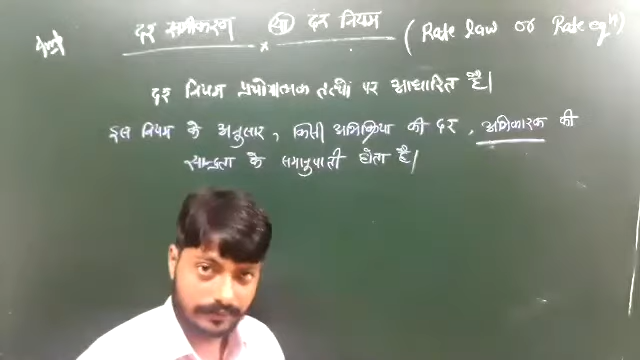 दर समीकरण या दर नियम (Rate law or Rate eqⁿ)
दर नियम प्रयोगात्मक तथ्यों पर आधारित है।
इस नियम के अनुसार, किसी अभिक्रिया की दर, अभिकारक की
सान्द्रता के समानुपाती होता है।